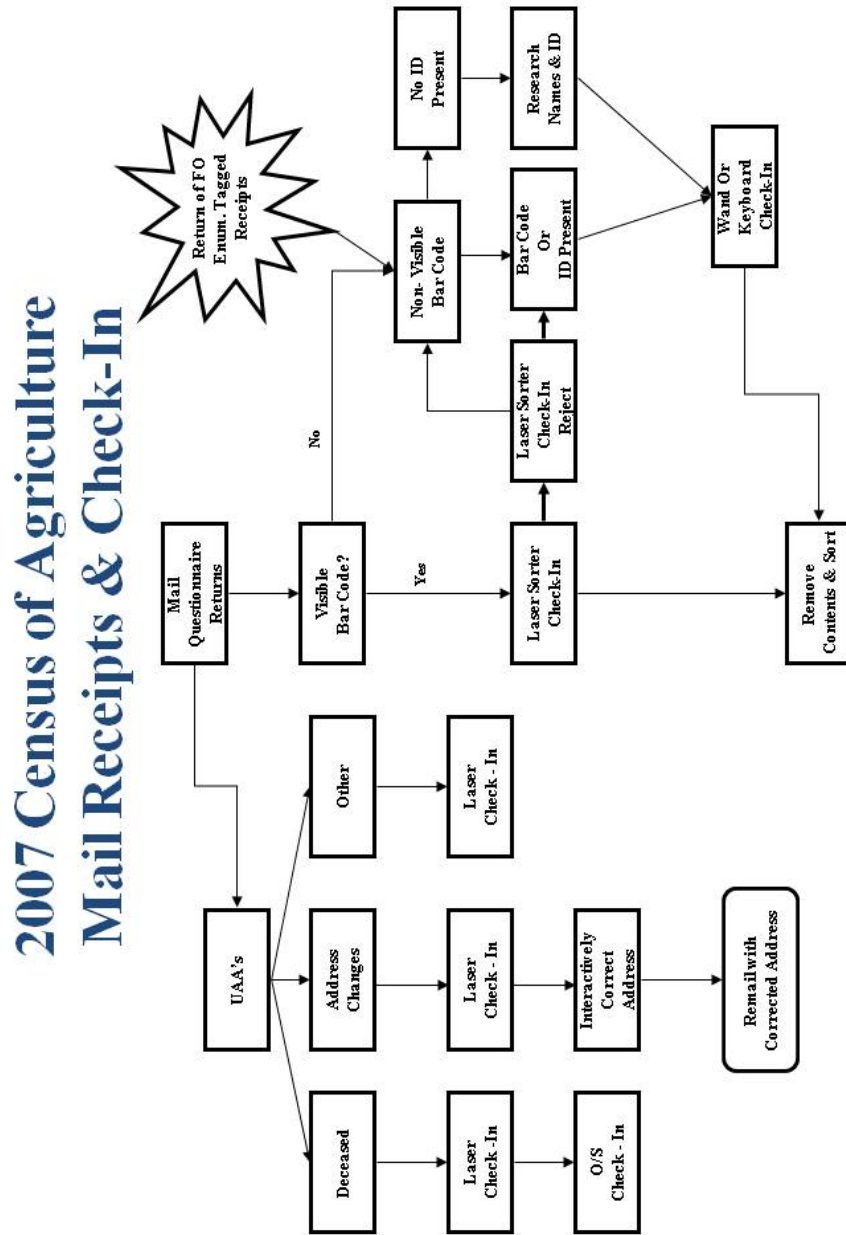 2007 Census of Agriculture
Mail Receipts & Check-In
Mail
Questionnaire
Returns
Return of FO
Enum. Tagged
Receipts
UAA's
Visible
Bar Code?
No
Yes
Non- Visible
Bar Code
No ID
Present
Deceased
Address
Changes
Other
Laser
Check -In
Laser
Check - In
Laser
Check - In
Laser Sorter
Check-In
Laser Sorter
Check-In
Reject
Bar Code
Or
ID Present
Research
Names & ID
O/S
Check - In
Interactively
Correct
Address
Remail with
Corrected Address
Wand Or
Keyboard
Check-In
Remove
Contents & Sort